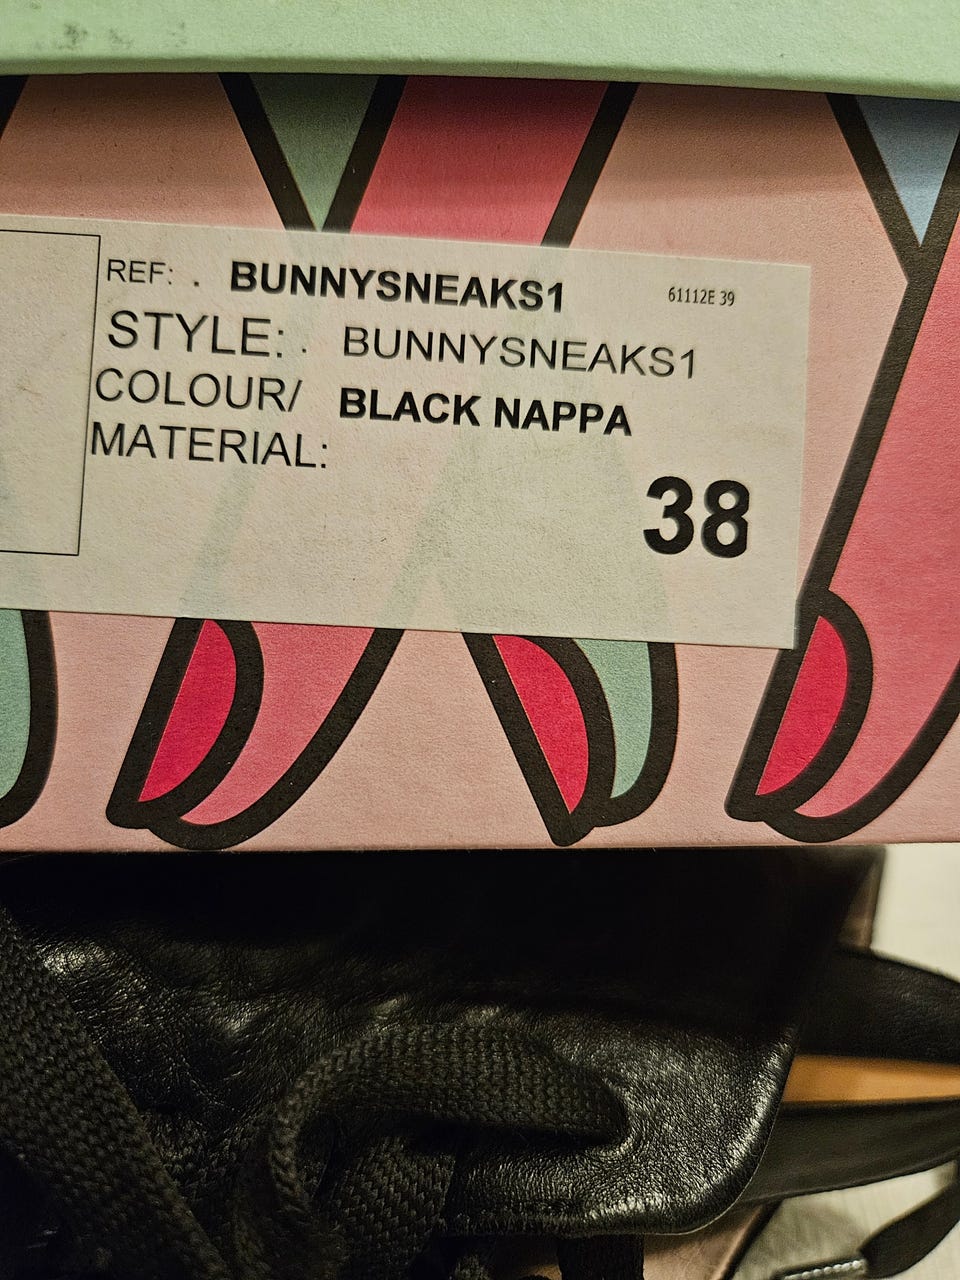 REF: . BUNNYSNEAKS1 61112E 39
STYLE: . BUNNYSNEAKS1
COLOUR/ BLACK NAPPA
MATERIAL:
38